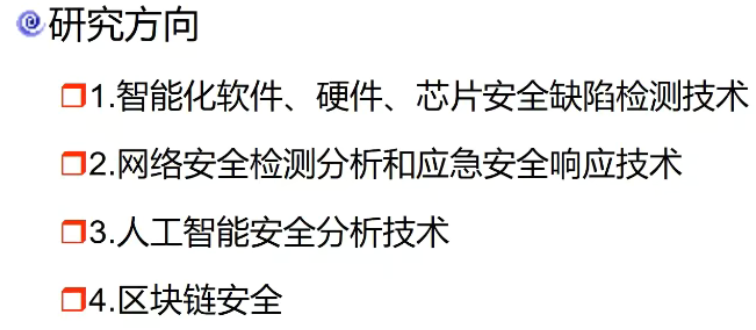 研究方向
1.智能化软件、硬件、芯片安全缺陷检测技术
2.网络安全检测分析和应急安全响应技术
3.人工智能安全分析技术
4.区块链安全